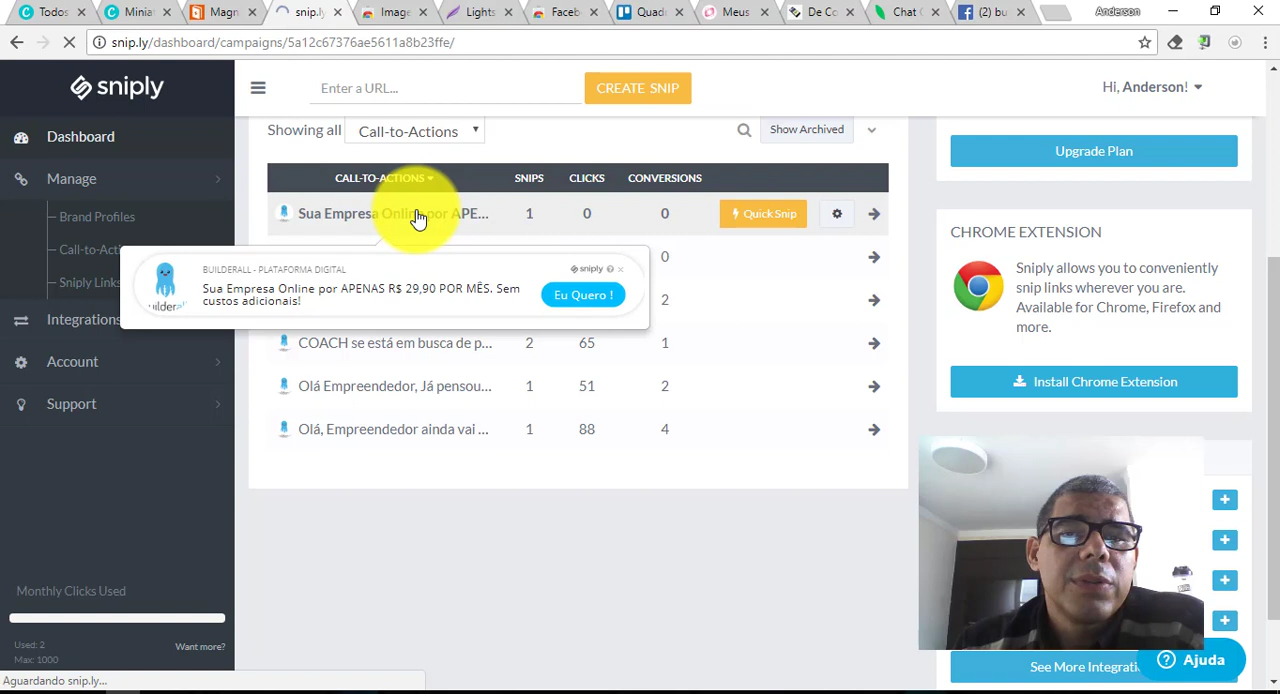 Todos
Minia
Magn
snip.ly
Image
Lights
Faceb
Quad
Meus
De Co
Chat
(2) bu
Anderson
snip.ly/dashboard/campaigns/5a12c67376ae5611a8b23ffe/
sniply
Enter a URL...
CREATE SNIP
Hi, Anderson!
Dashboard
Manage
Brand Profiles
Call-to-Acti
Sniply Links
Integrations
Account
Support
Monthly Clicks Used
Used: 2
Max: 1000
Want more?
Aguardando snip.ly...
Showing all Call-to-Actions
Show Archived
CALL-TO-ACTIONS SNIPS CLICKS CONVERSIONS
Sua Empresa Online por APE... 1 0 0 Quick Snip
0
BUILDERALL - PLATAFORMA DIGITAL
sniply
Sua Empresa Online por APENAS R$ 29,90 POR MÊS. Sem
custos adicionais!
Eu Quero !
uilderall
2
COACH se está em busca de p... 2 65 1
Olá Empreendedor, Já pensou... 1 51 2
Olá, Empreendedor ainda vai ... 1 88 4
Upgrade Plan
CHROME EXTENSION
Sniply allows you to conveniently
snip links wherever you are.
Available for Chrome, Firefox and
more.
Install Chrome Extension
See More Integrati
Ajuda